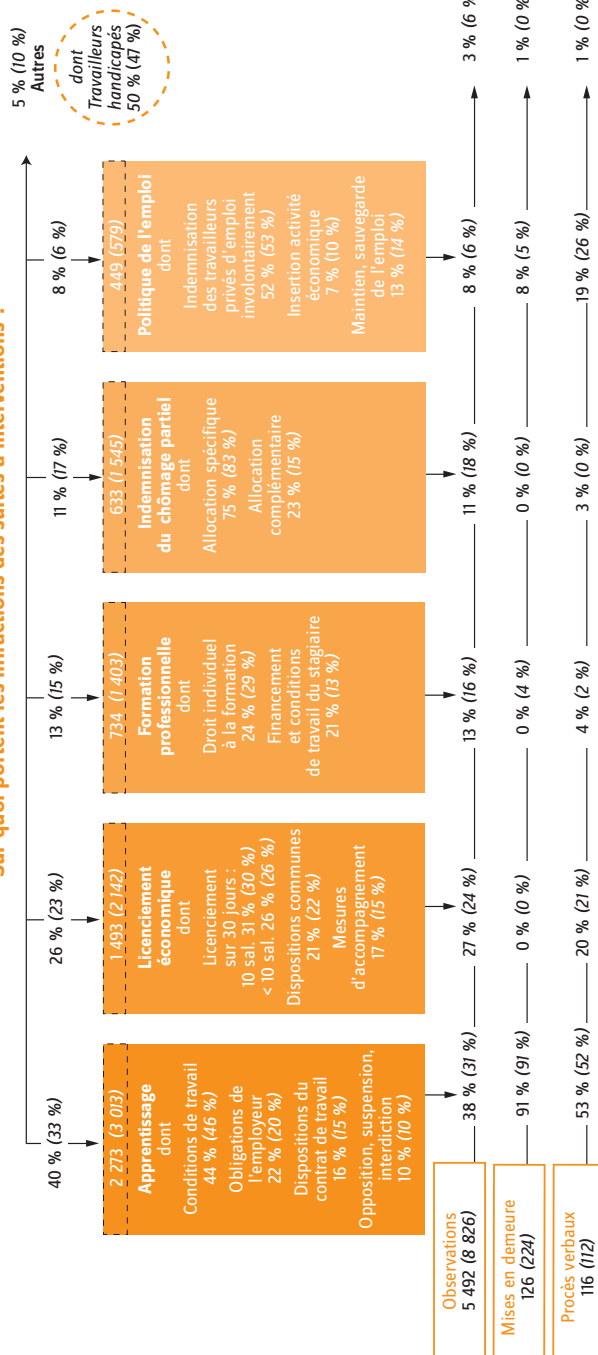 Sur quoi portent les infractions des suites d'interventions :
40 % (33 %)
26 % (23 %)
13 % (15 %)
11 % (17 %)
8 % (6 %)
5 % (10 %)
Autres
dont
Travailleurs
handicapés
50 % (47 %)
2 273 (3 013)
Apprentissage
dont
Conditions de travail
44 % (46 %)
Obligations de
l'employeur
22 % (20 %)
Dispositions du
contrat de travail
16 % (15 %)
Opposition, suspension,
interdiction
10 % (10 %)
1 493 (2 142)
Licenciement
économique
dont
Licenciement
sur 30 jours :
10 sal. 31 % (30 %)
< 10 sal. 26 % (26 %)
Dispositions communes
21 % (22 %)
Mesures
d'accompagnement
17 % (15 %)
734 (1 403)
Formation
professionnelle
dont
Droit individuel
à la formation
24 % (29 %)
Financement
et conditions
de travail du stagiaire
21 % (13 %)
633 (1 545)
Indemnisation
du chômage partiel
dont
Allocation spécifique
75 % (83 %)
Allocation
complémentaire
23 % (15 %)
449 (579)
Politique de l'emploi
dont
Indemnisation
des travailleurs
privés d'emploi
involontairement
52 % (53 %)
Insertion activité
économique
7 % (10 %)
Maintien, sauvegarde
de l'emploi
13 % (14 %)
Observations
5 492 (8 826)
38 % (31 %)
27 % (24 %)
13 % (16 %)
11 % (18 %)
8 % (6 %)
3 % (6 %
Mises en demeure
126 (224)
91 % (91 %)
0 % (0 %)
0 % (4 %)
0 % (0 %)
8 % (5 %)
1 % (0 %
Procès verbaux
116 (112)
53 % (52 %)
20 % (21 %)
4 % (2 %)
3 % (0 %)
19 % (26 %)
1 % (0 %